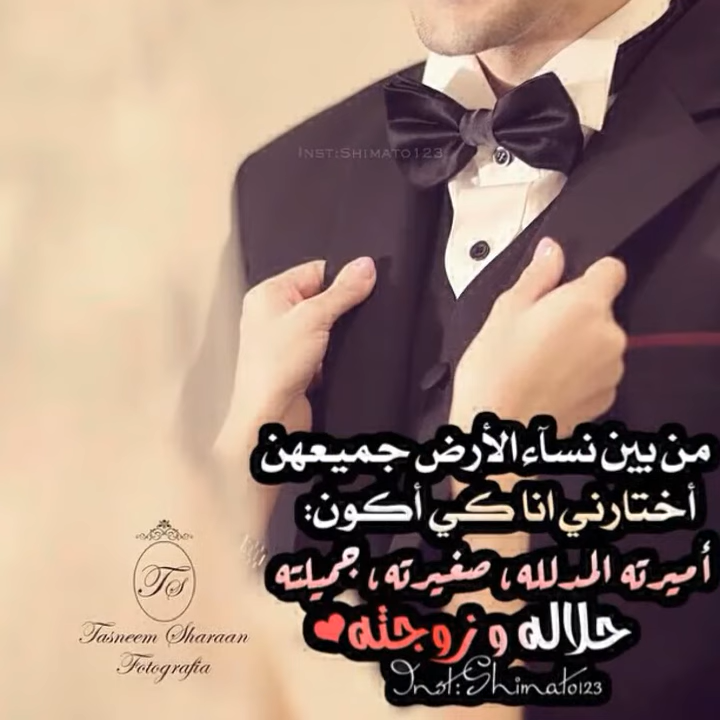 INST:SHIMATO123
من بين نسآء الأرض جميعهن
أختارني انا كي أكون:
أميرته المدلله، صغيرته، جميلته
حلاله و زوجته
Inst:Shimato123
TS
Tasneem Sharaan
Fotografia